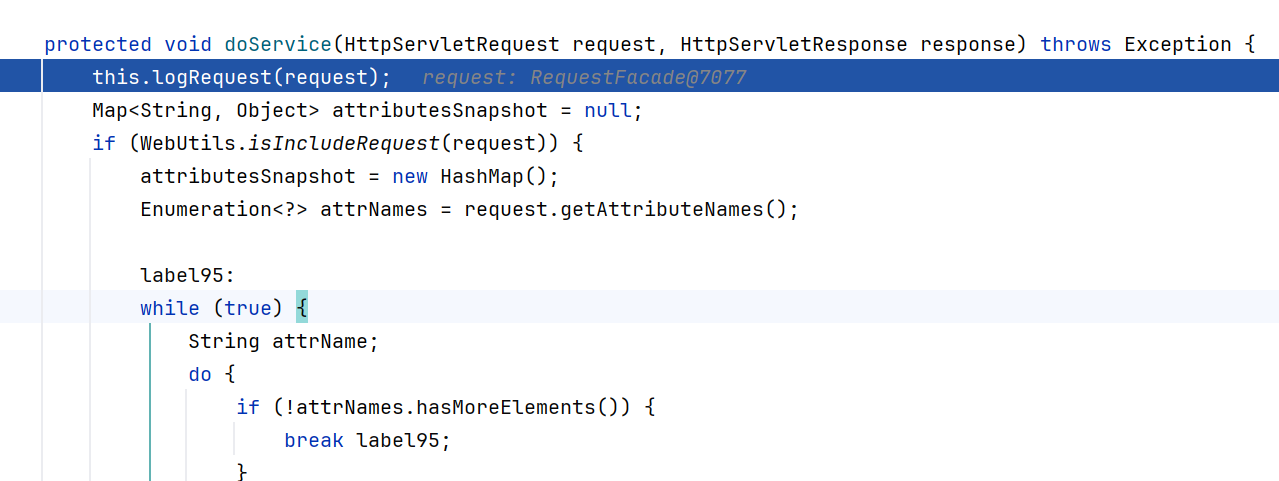 protected void doService(HttpServletRequest request, HttpServletResponse response) throws Exception {
    this.logRequest(request);   request: RequestFacade@7077
    Map<String, Object> attributesSnapshot = null;
    if (WebUtils.isIncludeRequest(request)) {
        attributesSnapshot = new HashMap();
        Enumeration<?> attrNames = request.getAttributeNames();

        label95:
        while (true) {
            String attrName;
            do {
                if (!attrNames.hasMoreElements()) {
                    break label95;
                }